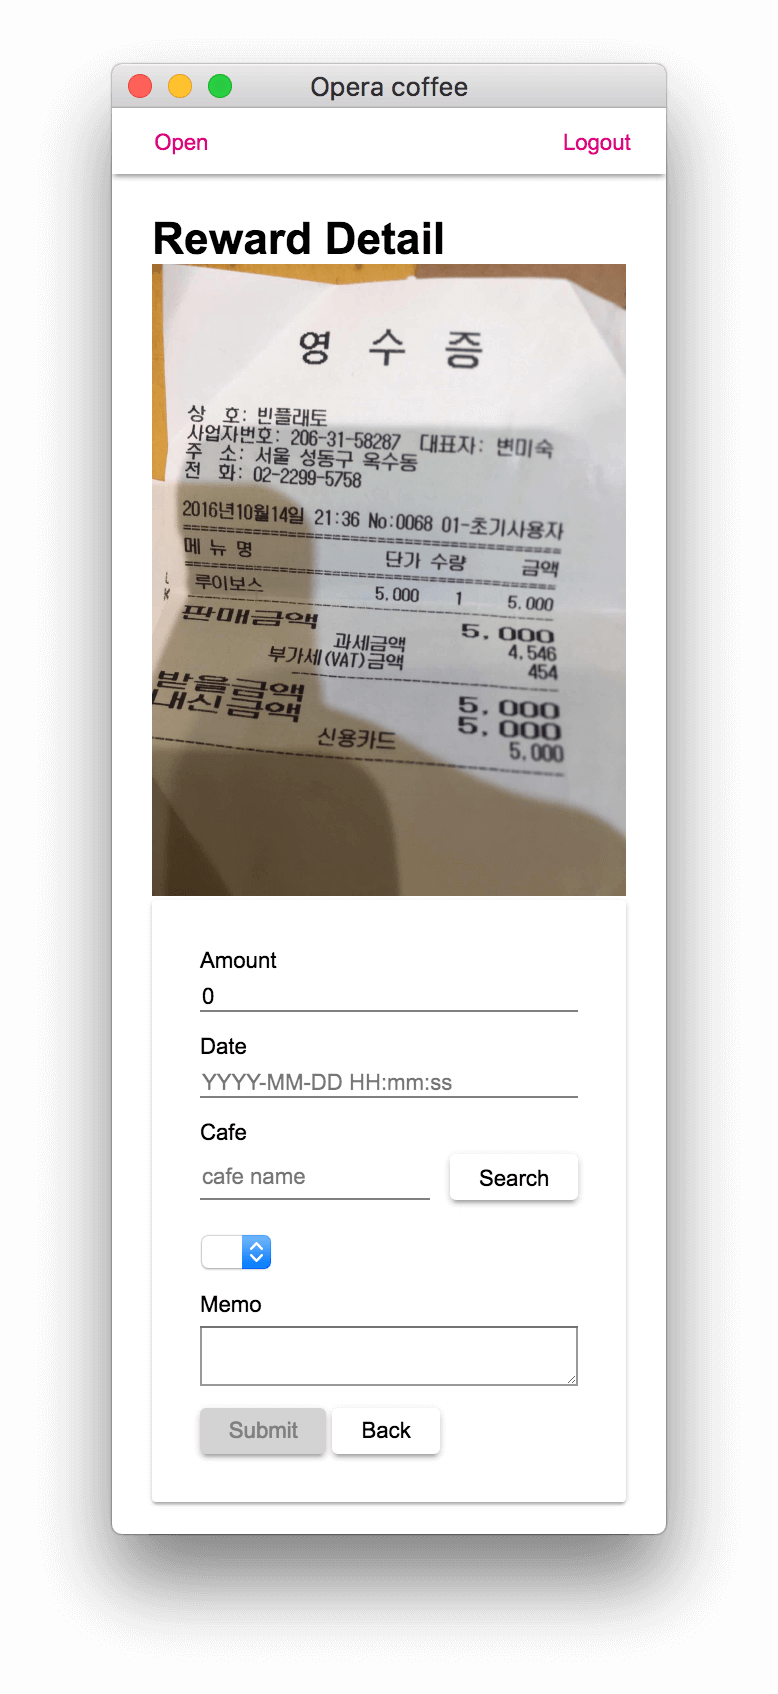 Opera coffee
Open Logout
Reward Detail
영 수 증
상 호: 빈플래토
사업자번호: 206-31-58287 대표자: 변미숙
주 소: 서울 성동구 옥수동
전 화: 02-2299-5758
2016년10월14일 21:36 No:0068 01-초기사용자
메 뉴 명 단가 수량 금액
루이보스 5.000 1 5.000
판매금액 5.000
과세금액 4.546
부가세(VAT)금액 454
받을금액 5.000
내신금액 5.000
신용카드 5.000
Amount
0
Date
YYYY-MM-DD HH:mm:ss
Cafe
cafe name Search
Memo
Submit Back